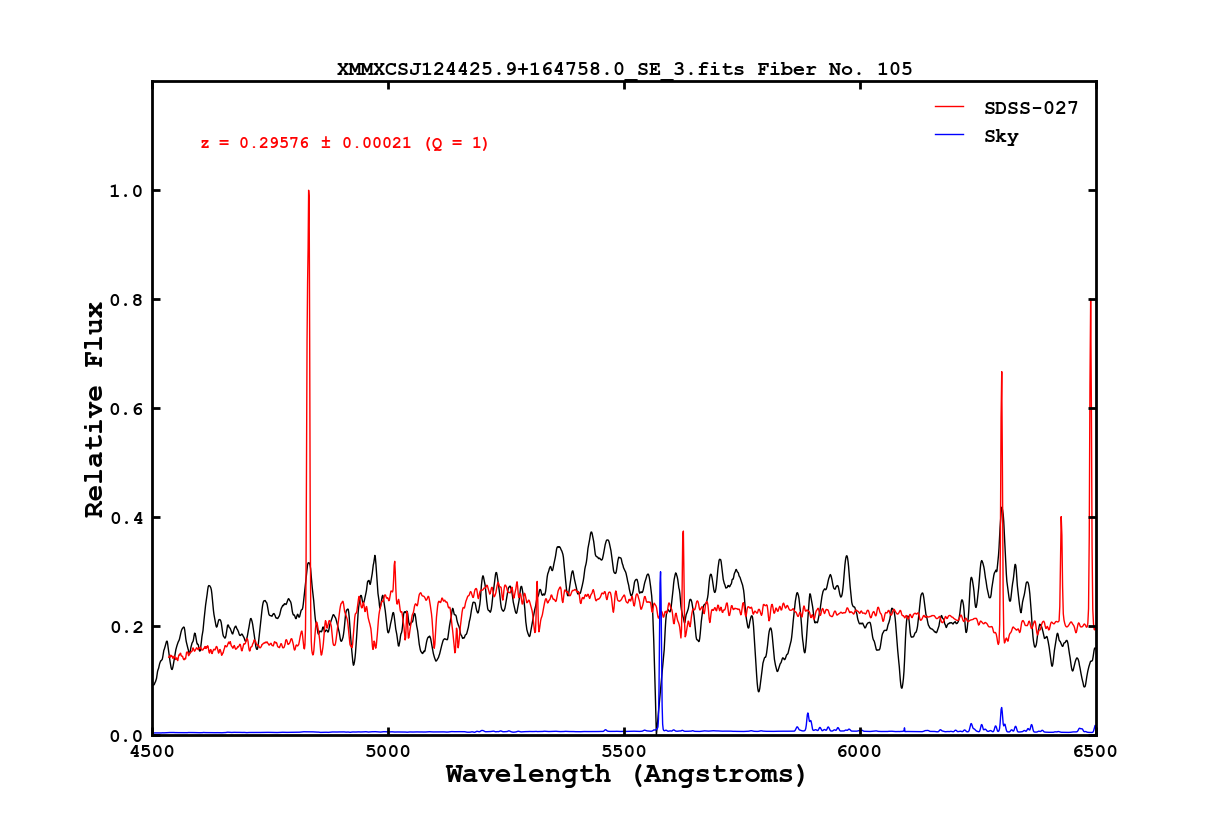 XMMXCSJ124425.9+164758.0_SE_3.fits Fiber No. 105
SDSS-027
Sky
z = 0.29576 ± 0.00021 (Q = 1)
1.0
0.8
0.6
0.4
0.2
0.0
Relative Flux
4500 5000 5500 6000 6500
Wavelength (Angstroms)